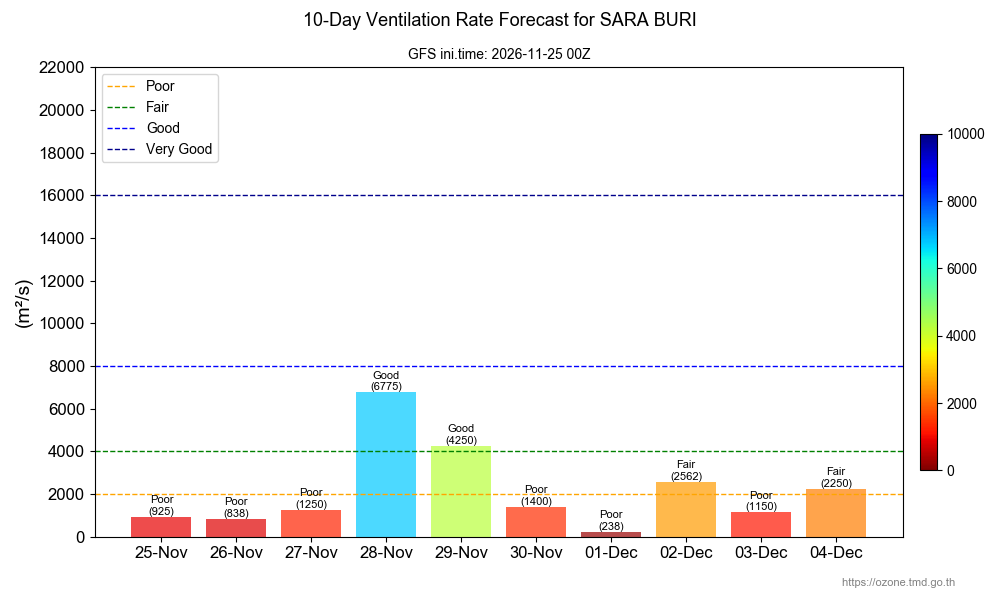 10-Day Ventilation Rate Forecast for SARA BURI
GFS ini.time: 2026-11-25 00Z
22000
20000
18000
16000
14000
12000
10000
8000
6000
4000
2000
0
(m²/s)
Poor
Fair
Good
Very Good
Poor
(925)
Poor
(838)
Poor
(1250)
Good
(6775)
Good
(4250)
Poor
(1400)
Poor
(238)
Fair
(2562)
Poor
(1150)
Fair
(2250)
25-Nov
26-Nov
27-Nov
28-Nov
29-Nov
30-Nov
01-Dec
02-Dec
03-Dec
04-Dec
10000
8000
6000
4000
2000
0
https://ozone.tmd.go.th